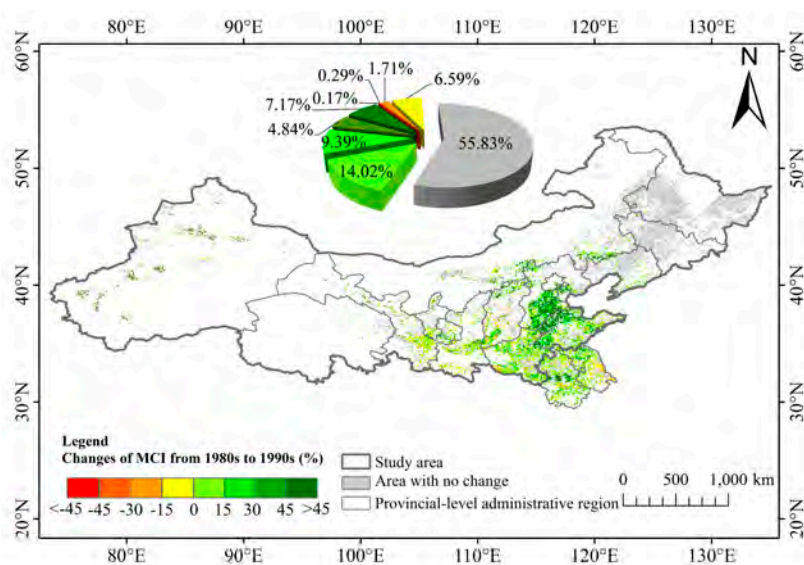 80°E 90°E 100°E 110°E 120°E 130°E
60°N 50°N 40°N 30°N 20°N
N
0.29% 1.71% 6.59%
7.17% 0.17%
4.84%
9.39% 55.83%
14.02%
60°N 50°N 40°N 30°N 20°N
Legend
Changes of MCI from 1980s to 1990s (%)
<-45 -45 -30 -15 0 15 30 45 >45
Study area
Area with no change
Provincial-level administrative region
0 500 1,000 km
80°E 90°E 100°E 110°E 120°E 130°E